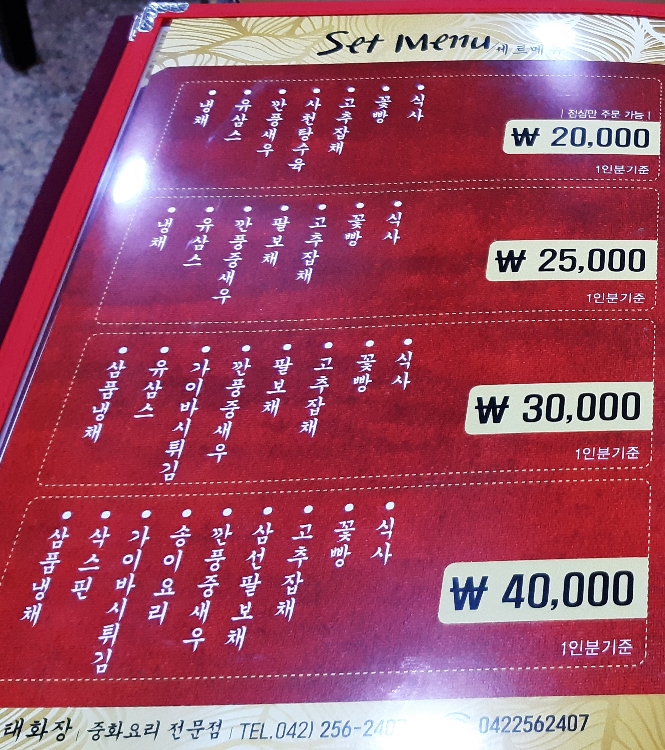 Set Menu 세트메뉴
• 냉채
• 유삼스
• 깐풍새우
• 사천탕수육
• 고추잡채
• 꽃빵
• 식사
| 점심만 주문 가능 |
₩ 20,000
1인분기준
• 냉채
• 유삼스
• 깐풍중새우
• 팔보채
• 고추잡채
• 꽃빵
• 식사
₩ 25,000
1인분기준
• 삼품냉채
• 유삼스
• 가이바시튀김
• 깐풍중새우
• 팔보채
• 고추잡채
• 꽃빵
• 식사
₩ 30,000
1인분기준
• 삼품냉채
• 삭스핀
• 가이바시튀김
• 송이요리
• 깐풍중새우
• 삼선팔보채
• 고추잡채
• 꽃빵
• 식사
₩ 40,000
1인분기준
태화장 | 중화요리 전문점 | TEL.042) 256-2407 0422562407